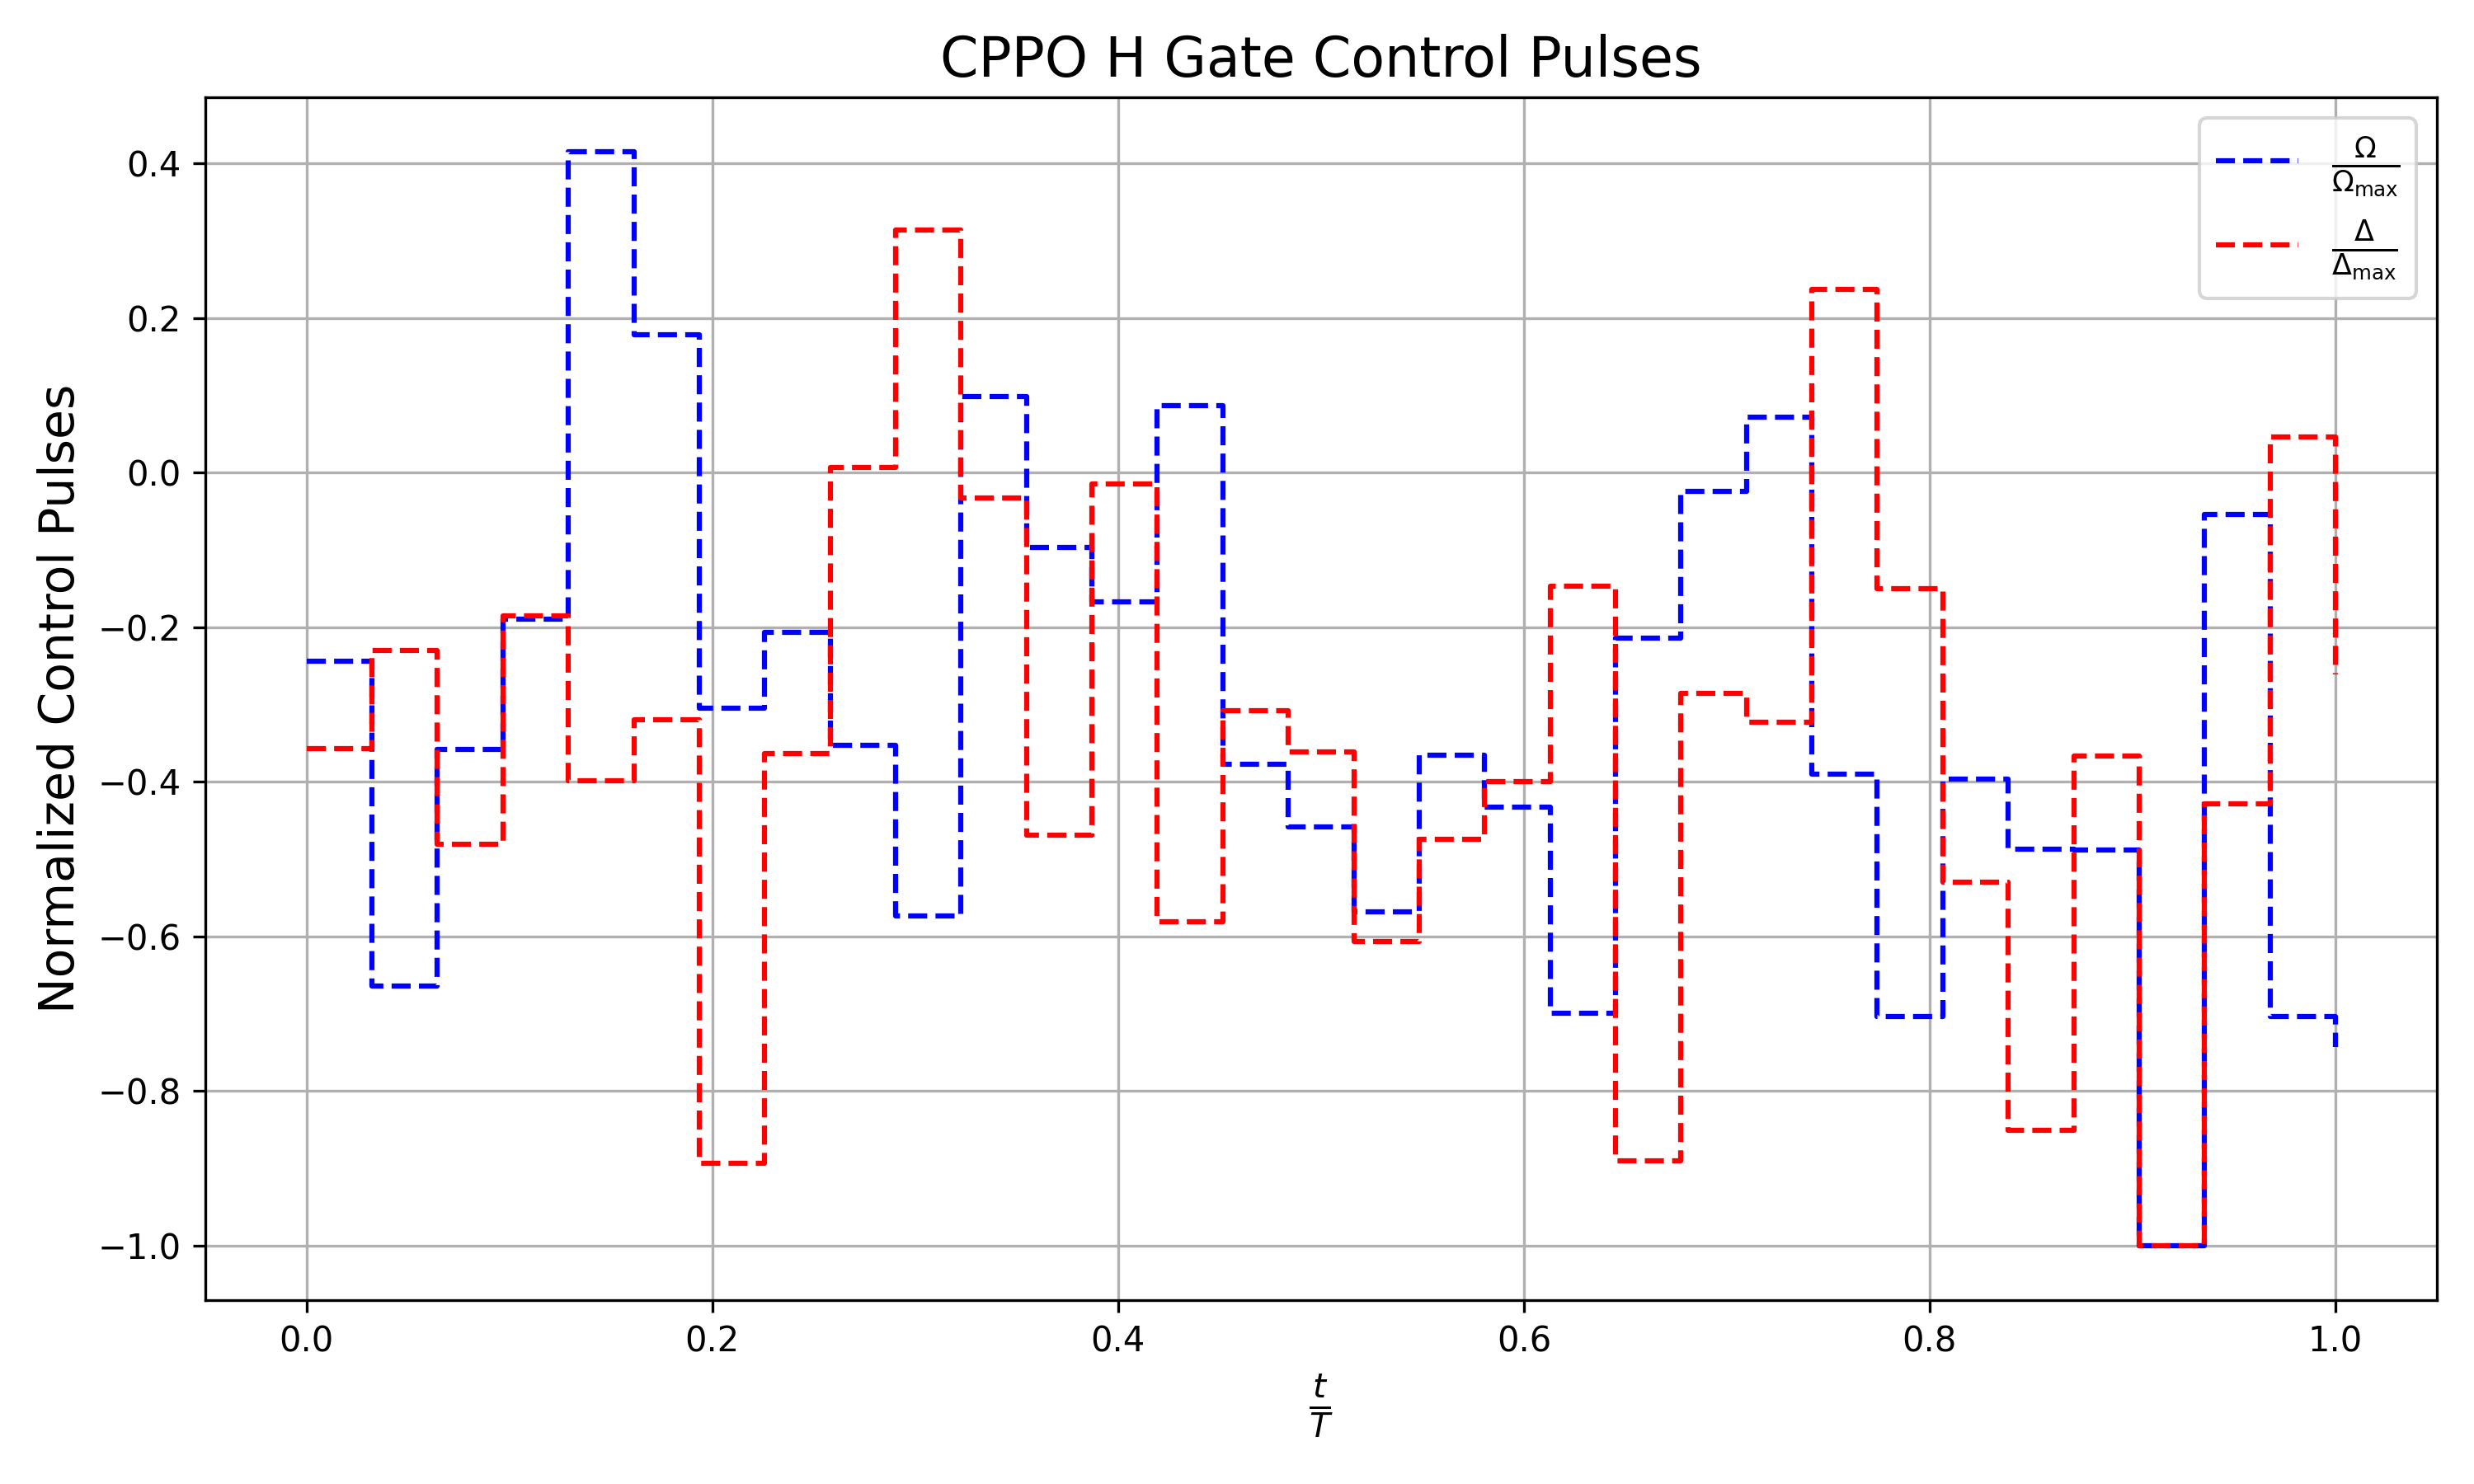 CPPO H Gate Control Pulses
Normalized Control Pulses
0.4
0.2
0.0
−0.2
−0.4
−0.6
−0.8
−1.0
Ω
Ωmax
Δ
Δmax
0.0 0.2 0.4 0.6 0.8 1.0
t
T